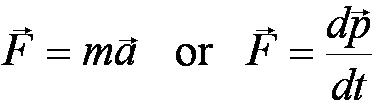 F⃗ = ma⃗ or F⃗ = dp⃗/dt